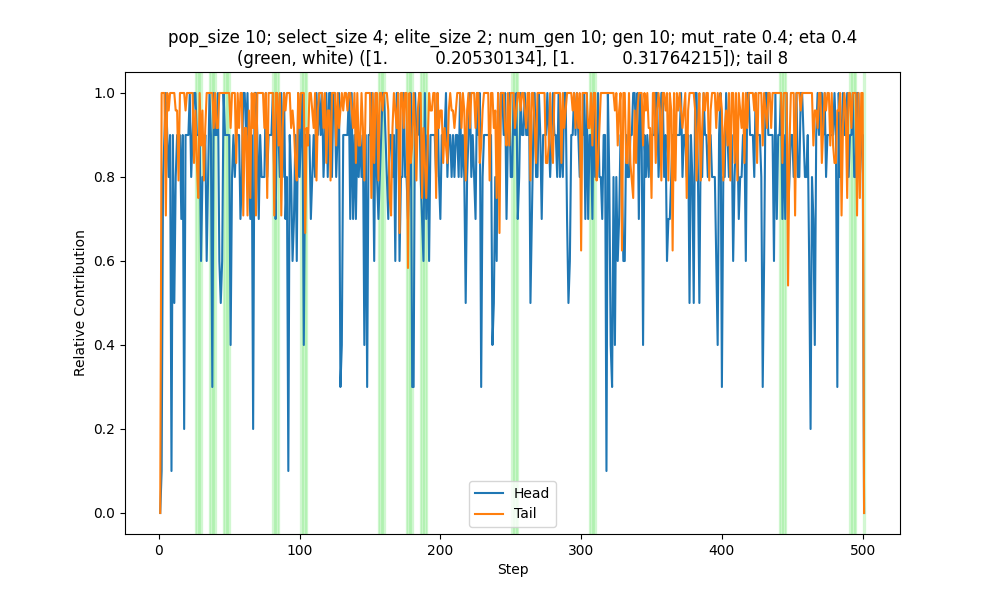 pop_size 10; select_size 4; elite_size 2; num_gen 10; gen 10; mut_rate 0.4; eta 0.4
(green, white) ([1. 0.20530134], [1. 0.31764215]); tail 8
1.0
0.8
0.6
0.4
0.2
0.0
Relative Contribution
Head
Tail
0
100
200
300
400
500
Step